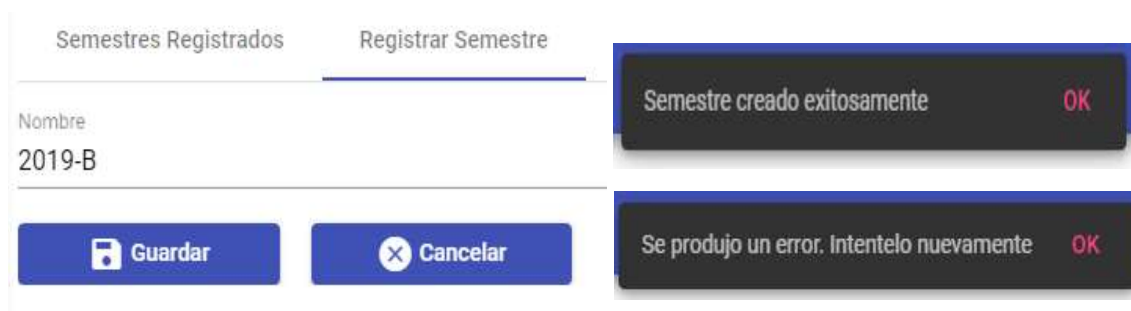 Semestres Registrados Registrar Semestre
Nombre
2019-B
Guardar Cancelar
Semestre creado exitosamente OK
Se produjo un error. Intentelo nuevamente OK